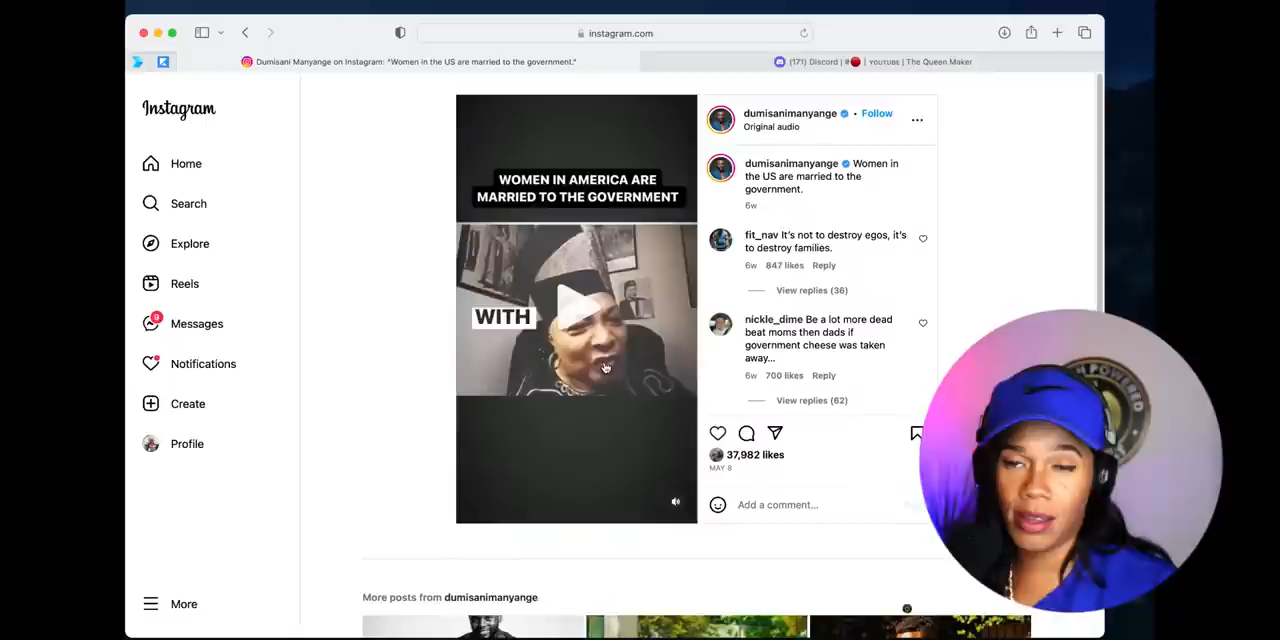 instagram.com
Dumisani Manyange on Instagram: "Women in the US are married to the government."
(171) Discord | #🔴 | YOUTUBE | The Queen Maker
Instagram
Home
Search
Explore
Reels
9
Messages
Notifications
Create
Profile
More
WOMEN IN AMERICA ARE
MARRIED TO THE GOVERNMENT
WITH
dumisanimanyange • Follow
Original audio
dumisanimanyange Women in
the US are married to the
government.
6w
fit_nav It's not to destroy egos, it's
to destroy families.
6w 847 likes Reply
View replies (36)
nickle_dime Be a lot more dead
beat moms then dads if
government cheese was taken
away...
6w 700 likes Reply
View replies (62)
37,982 likes
MAY 8
Add a comment...
More posts from dumisanimanyange